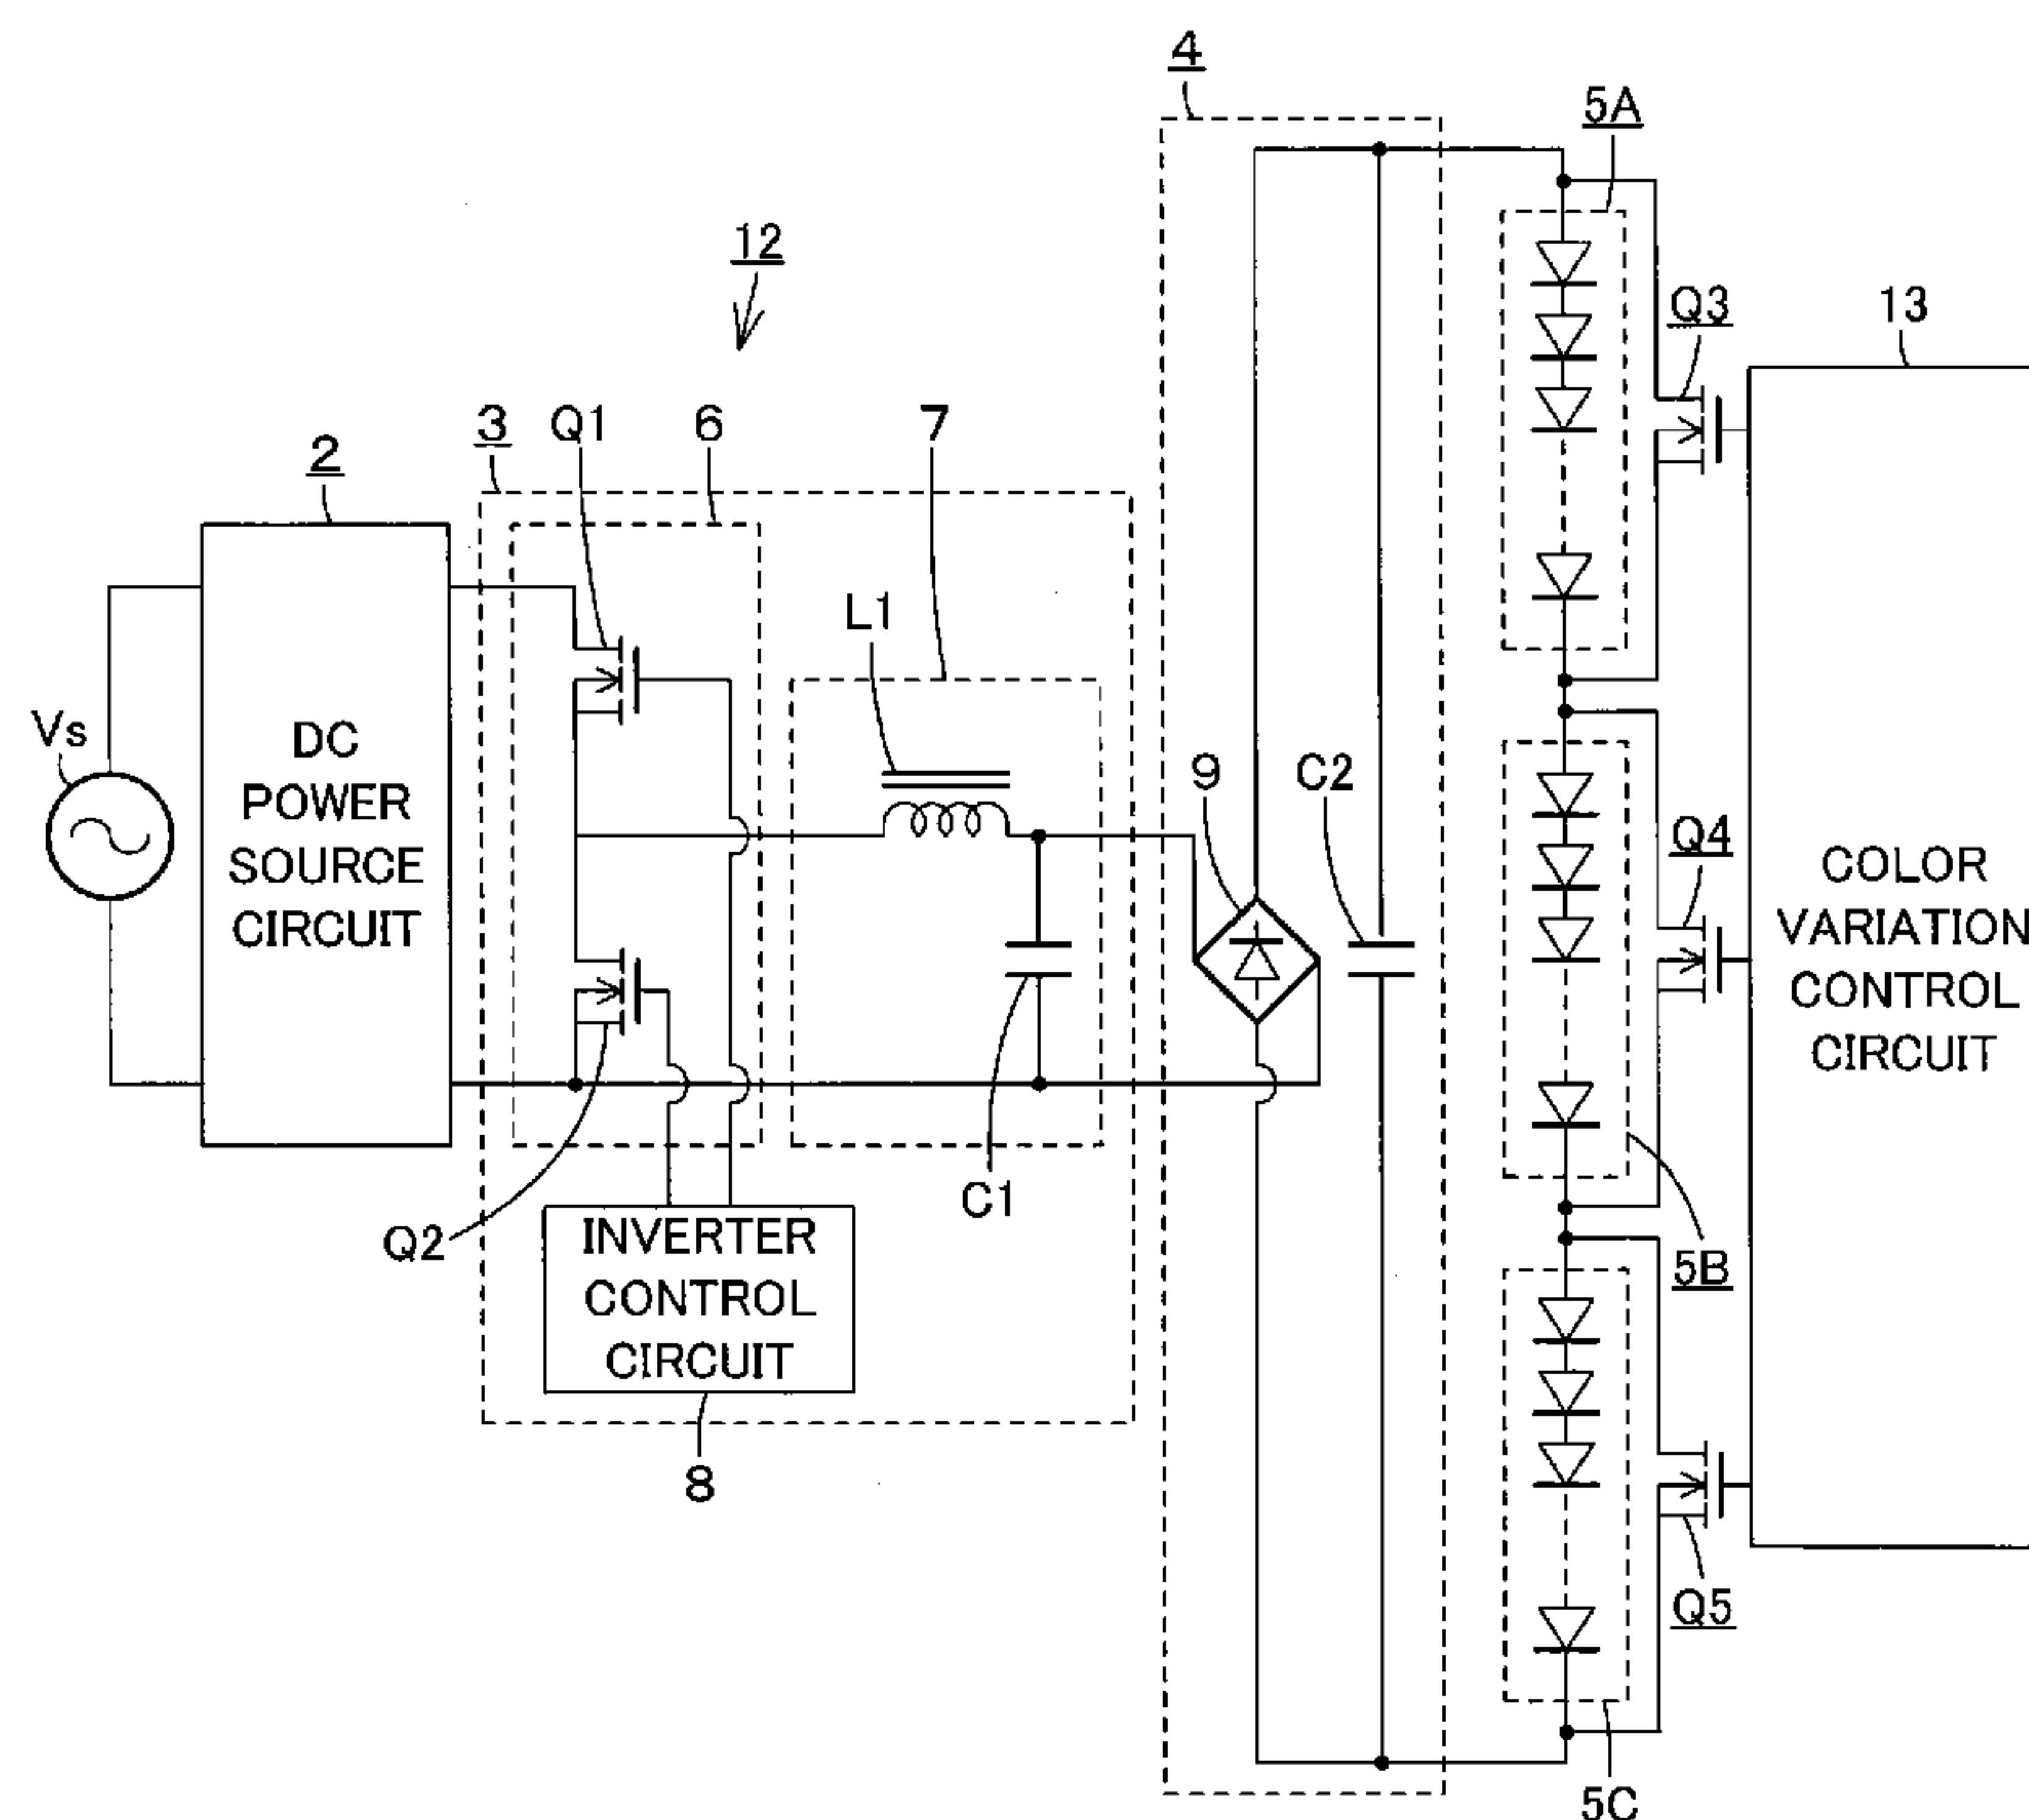 4
5A
12
Q3
13
3
Q1
6
7
2
L1
Vs
DC
POWER
SOURCE
CIRCUIT
9
C2
Q4
COLOR
VARIATION
CONTROL
CIRCUIT
C1
Q2
INVERTER
CONTROL
CIRCUIT
5B
8
Q5
5C